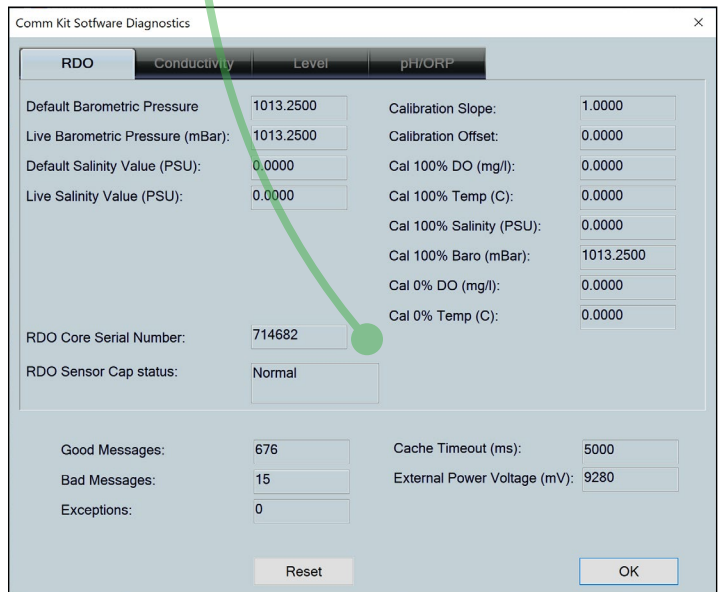 Comm Kit Sotfware Diagnostics
RDO Conductivity Level pH/ORP
Default Barometric Pressure 1013.2500
Live Barometric Pressure (mBar): 1013.2500
Default Salinity Value (PSU): 0.0000
Live Salinity Value (PSU): 0.0000
RDO Core Serial Number: 714682
RDO Sensor Cap status: Normal
Calibration Slope: 1.0000
Calibration Offset: 0.0000
Cal 100% DO (mg/l): 0.0000
Cal 100% Temp (C): 0.0000
Cal 100% Salinity (PSU): 0.0000
Cal 100% Baro (mBar): 1013.2500
Cal 0% DO (mg/l): 0.0000
Cal 0% Temp (C): 0.0000
Good Messages: 676
Bad Messages: 15
Exceptions: 0
Cache Timeout (ms): 5000
External Power Voltage (mV): 9280
Reset OK